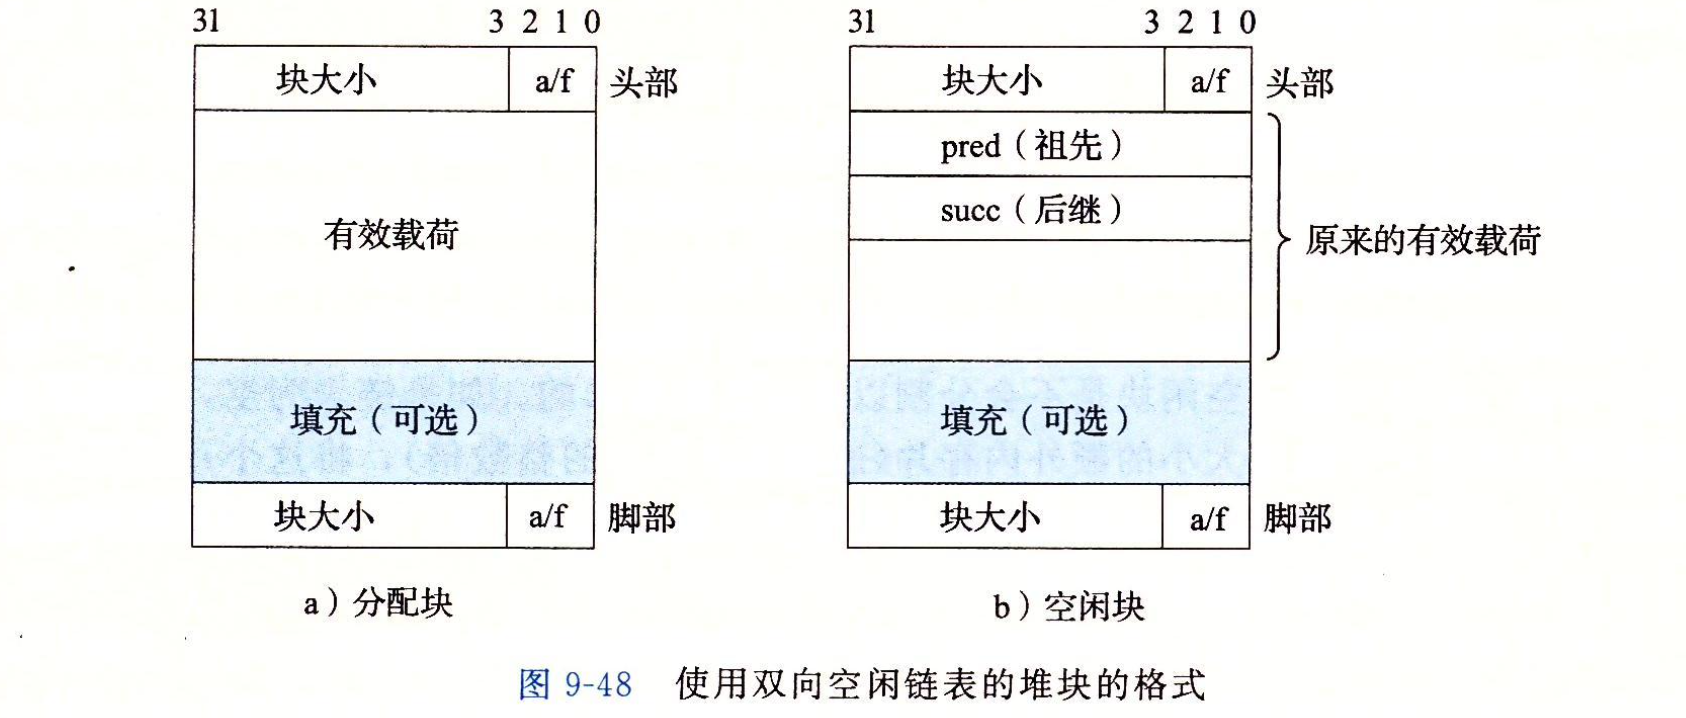 31 3 2 1 0 31 3 2 1 0
块大小 a/f 头部 块大小 a/f 头部
pred（祖先）
succ（后继）
有效载荷 原来的有效载荷
填充（可选） 填充（可选）
块大小 a/f 脚部 块大小 a/f 脚部
a）分配块 b）空闲块
图 9-48 使用双向空闲链表的堆块的格式